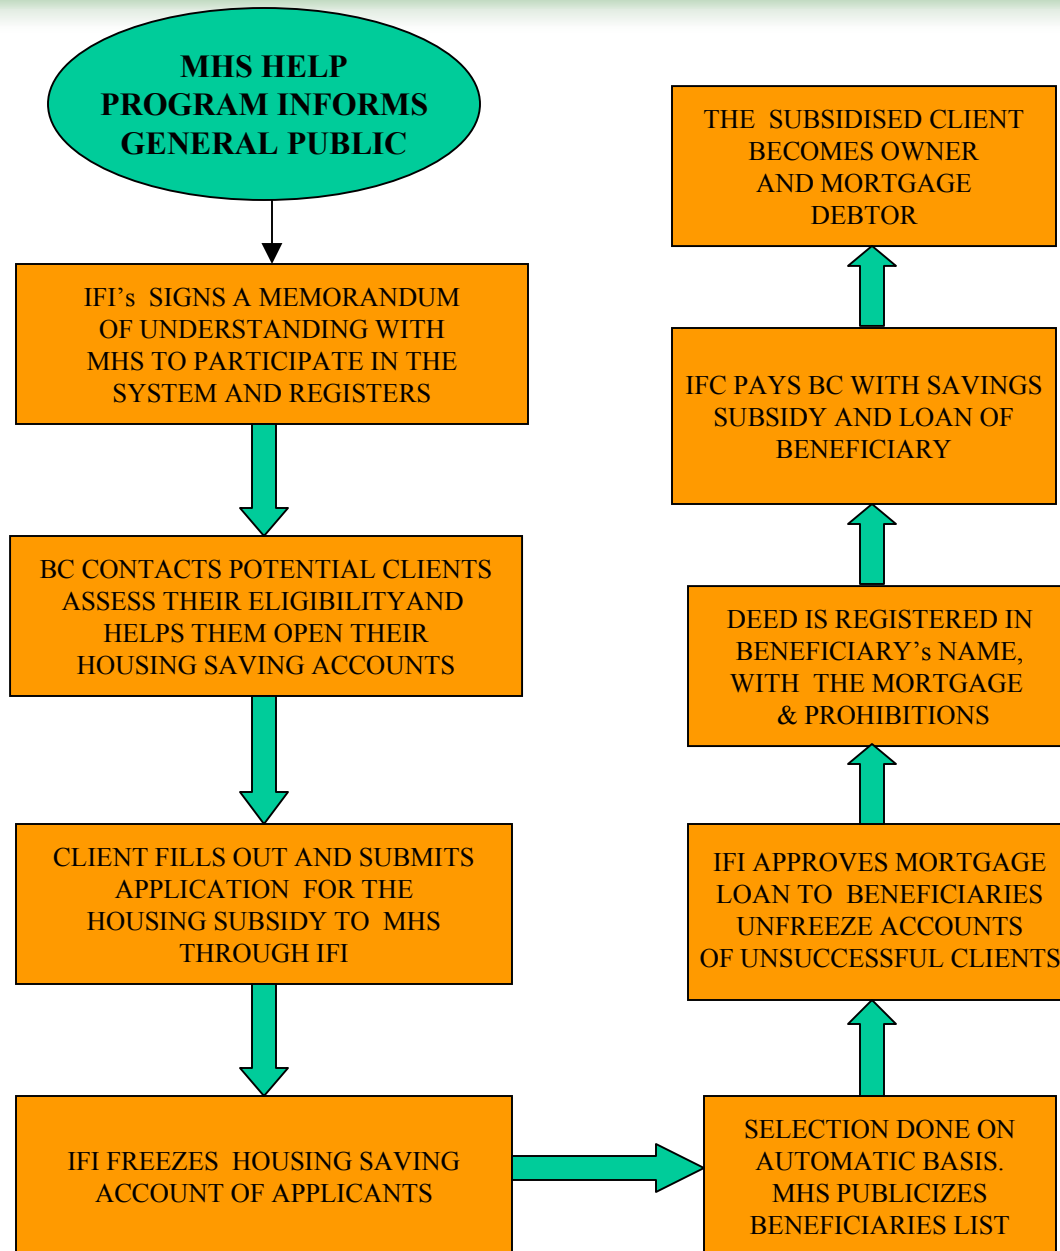 MHS HELP
PROGRAM INFORMS
GENERAL PUBLIC
IFI's SIGNS A MEMORANDUM
OF UNDERSTANDING WITH
MHS TO PARTICIPATE IN THE
SYSTEM AND REGISTERS
BC CONTACTS POTENTIAL CLIENTS
ASSESS THEIR ELIGIBILITYAND
HELPS THEM OPEN THEIR
HOUSING SAVING ACCOUNTS
CLIENT FILLS OUT AND SUBMITS
APPLICATION FOR THE
HOUSING SUBSIDY TO MHS
THROUGH IFI
IFI FREEZES HOUSING SAVING
ACCOUNT OF APPLICANTS
SELECTION DONE ON
AUTOMATIC BASIS.
MHS PUBLICIZES
BENEFICIARIES LIST
IFI APPROVES MORTGAGE
LOAN TO BENEFICIARIES
UNFREEZE ACCOUNTS
OF UNSUCCESSFUL CLIENTS
DEED IS REGISTERED IN
BENEFICIARY's NAME,
WITH THE MORTGAGE
& PROHIBITIONS
IFC PAYS BC WITH SAVINGS
SUBSIDY AND LOAN OF
BENEFICIARY
THE SUBSIDISED CLIENT
BECOMES OWNER
AND MORTGAGE
DEBTOR